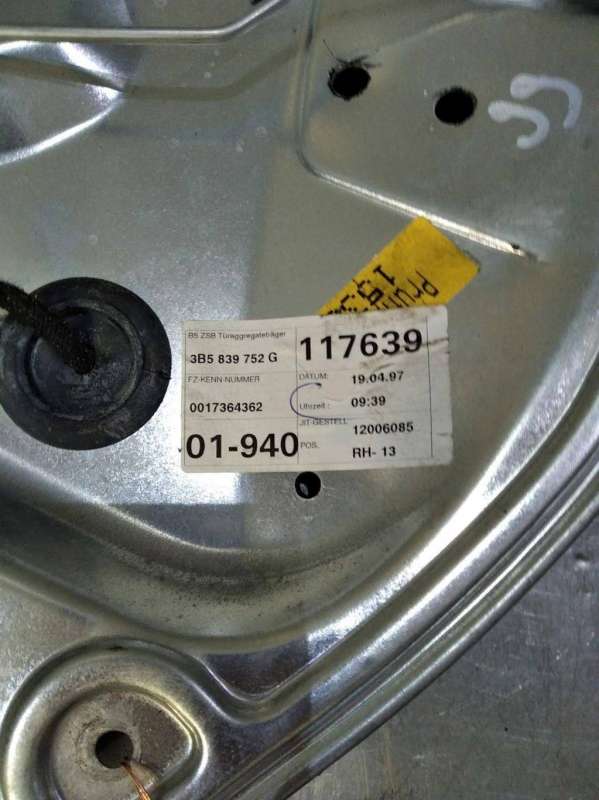 B5 ZSB Türaggregateträger
3B5 839 752 G
117639
FZ-KENN-NUMMER
DATUM: 19.04.97
0017364362
Uhrzeit : 09:39
01-940
JIT-GESTELL 12006085
POS. RH- 13